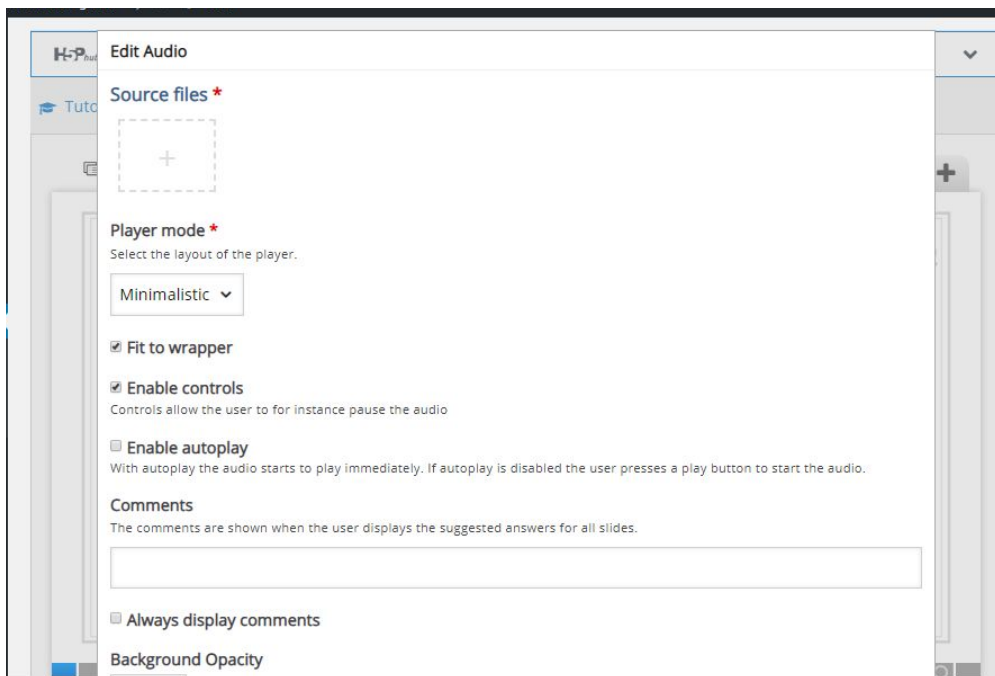 H5P hub
Edit Audio
Tuto
Source files *
+
Player mode *
Select the layout of the player.
Minimalistic
Fit to wrapper
Enable controls
Controls allow the user to for instance pause the audio
Enable autoplay
With autoplay the audio starts to play immediately. If autoplay is disabled the user presses a play button to start the audio.
Comments
The comments are shown when the user displays the suggested answers for all slides.
Always display comments
Background Opacity